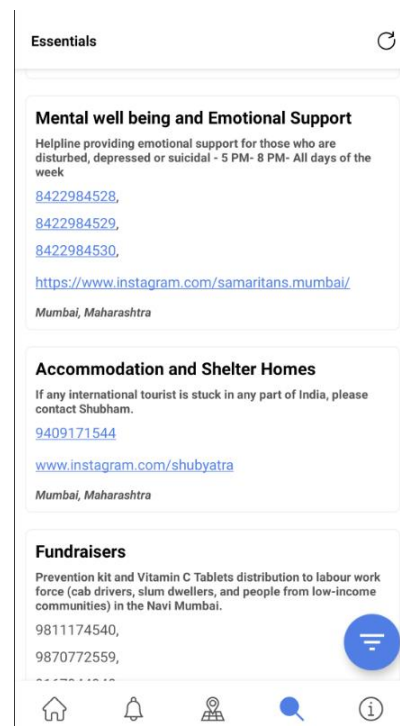 Essentials
Mental well being and Emotional Support
Helpline providing emotional support for those who are
disturbed, depressed or suicidal - 5 PM- 8 PM- All days of the
week
8422984528,
8422984529,
8422984530,
https://www.instagram.com/samaritans.mumbai/
Mumbai, Maharashtra
Accommodation and Shelter Homes
If any international tourist is stuck in any part of India, please
contact Shubham.
9409171544
www.instagram.com/shubyatra
Mumbai, Maharashtra
Fundraisers
Prevention kit and Vitamin C Tablets distribution to labour work
force (cab drivers, slum dwellers, and people from low-income
communities) in the Navi Mumbai.
9811174540,
9870772559,